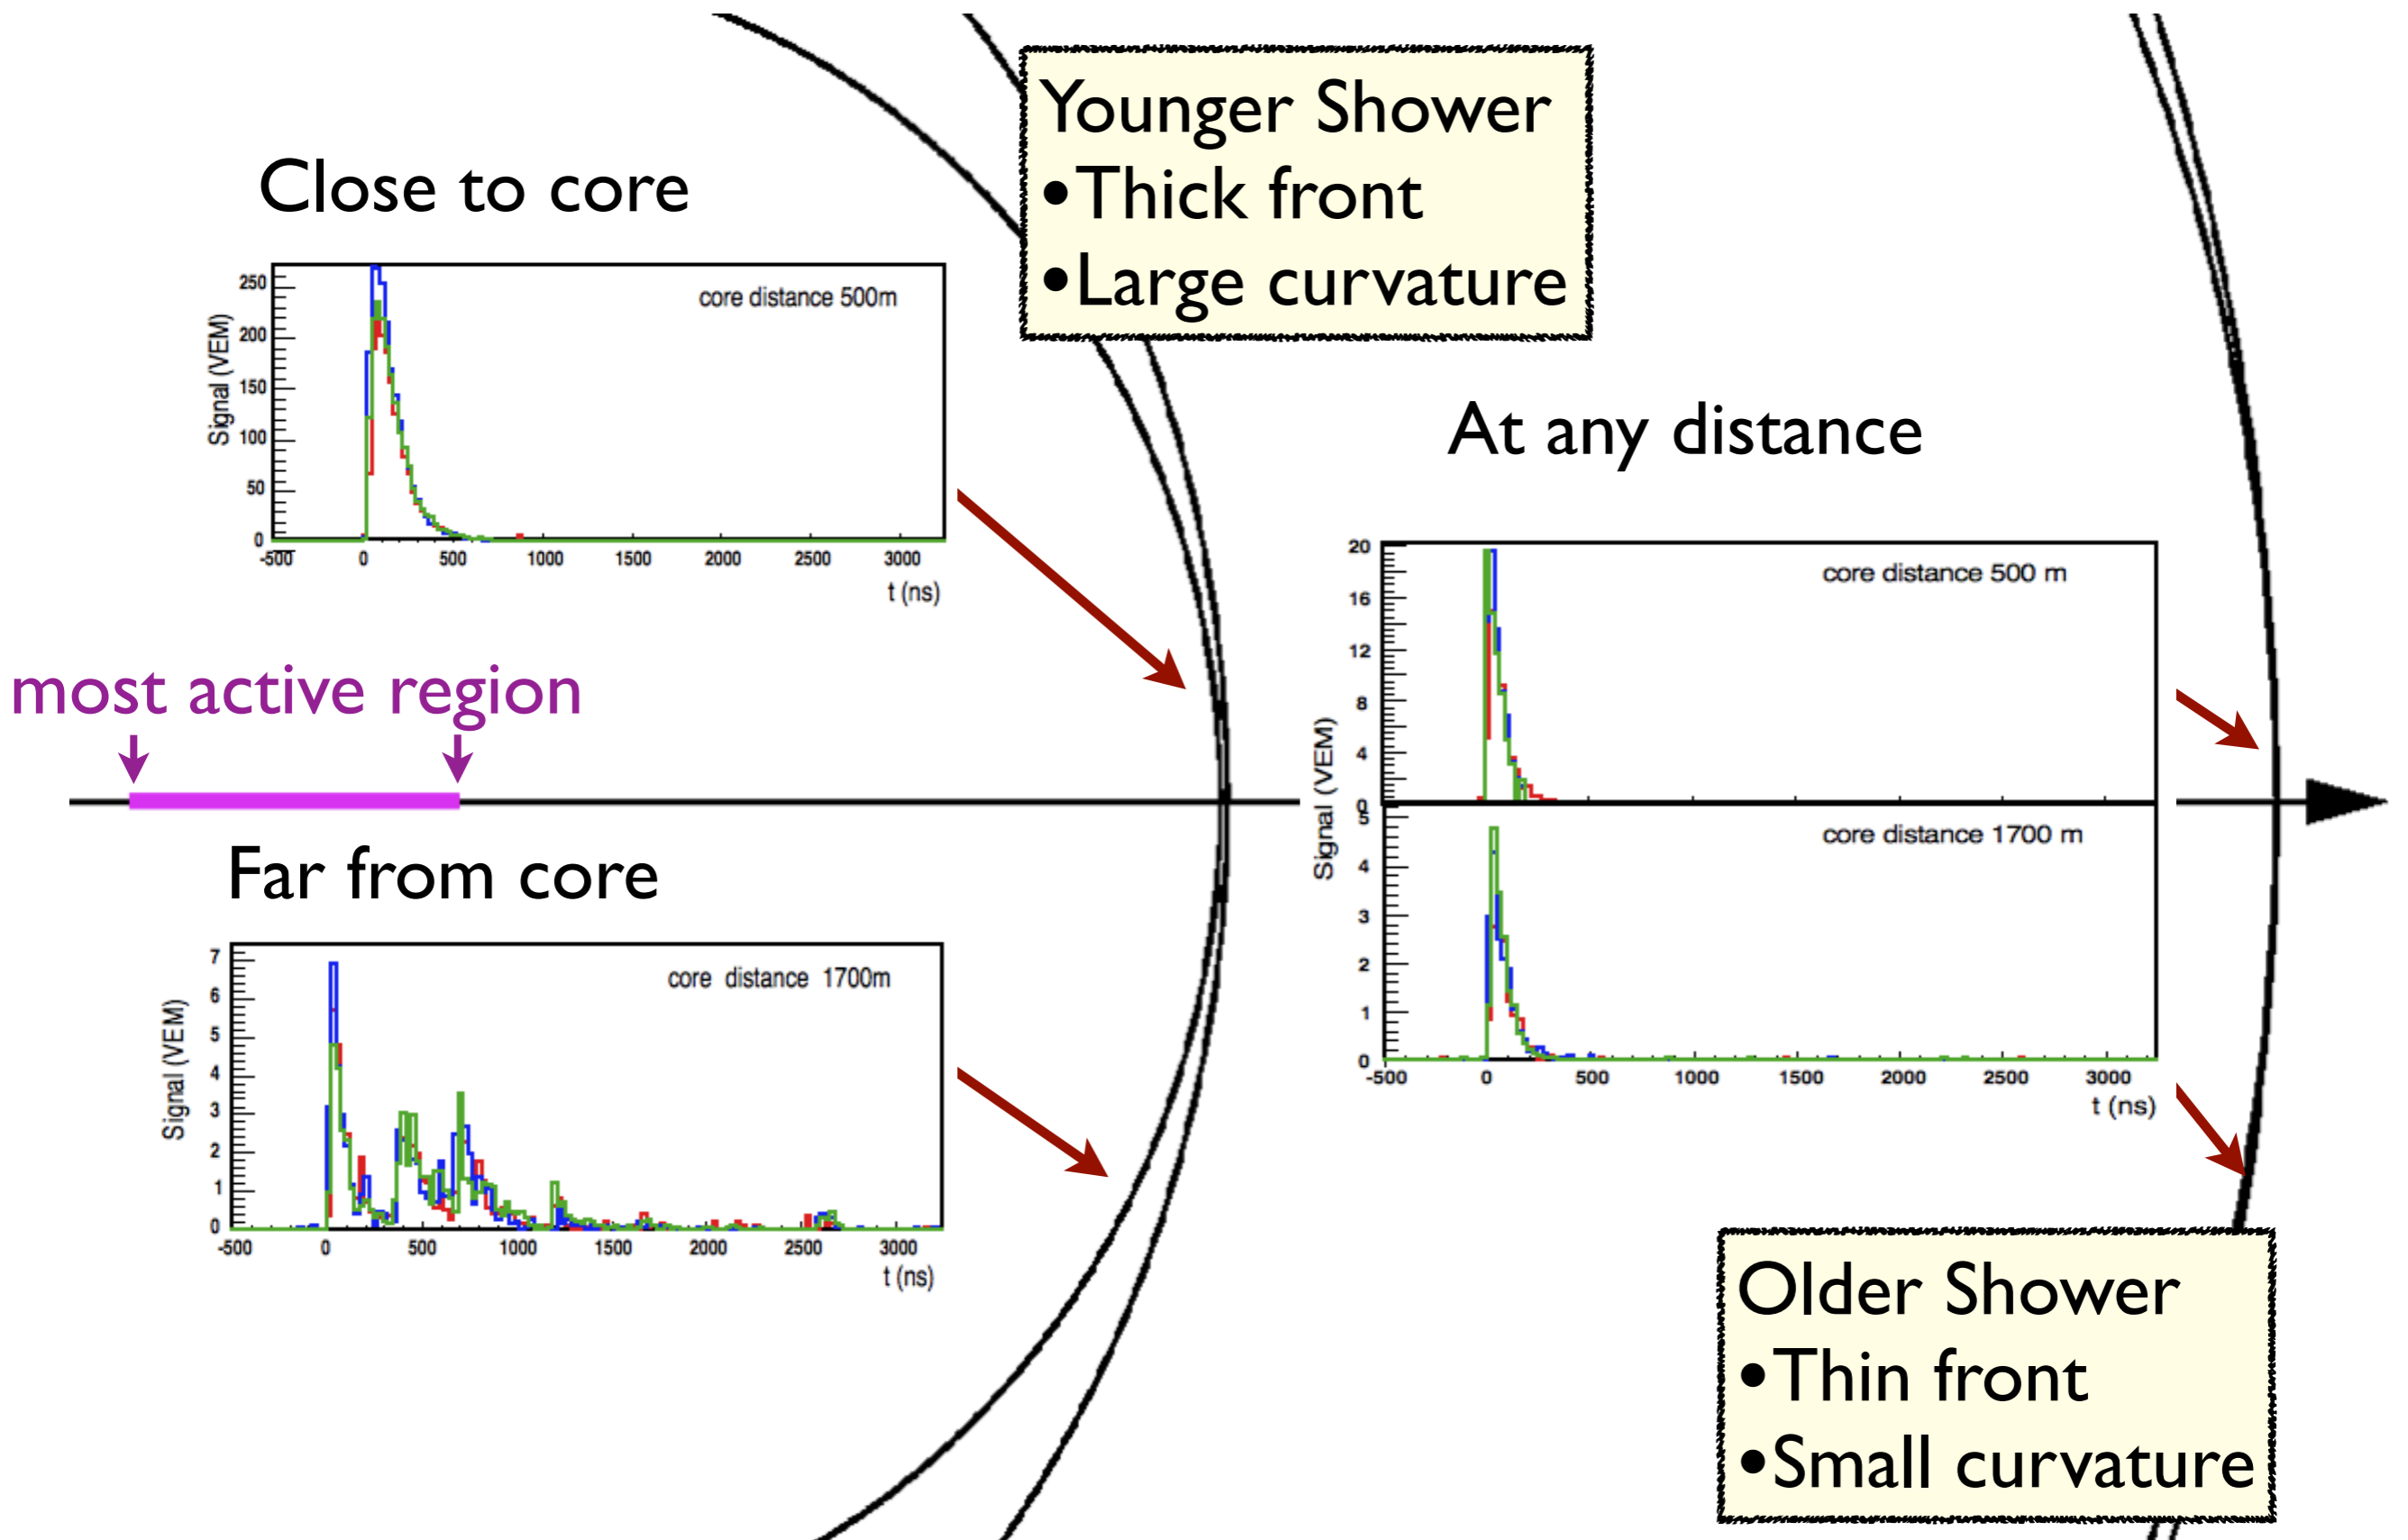 Younger Shower
•Thick front
•Large curvature
Close to core
core distance 500m
Signal (VEM)
250
200
150
100
50
0
-500 0 500 1000 1500 2000 2500 3000
t (ns)
most active region
Far from core
core distance 1700m
Signal (VEM)
7
6
5
4
3
2
1
0
-500 0 500 1000 1500 2000 2500 3000
t (ns)
At any distance
core distance 500 m
20
16
12
8
4
0
Signal (VEM)
core distance 1700 m
5
4
3
2
1
0
-500 0 500 1000 1500 2000 2500 3000
t (ns)
Older Shower
•Thin front
•Small curvature